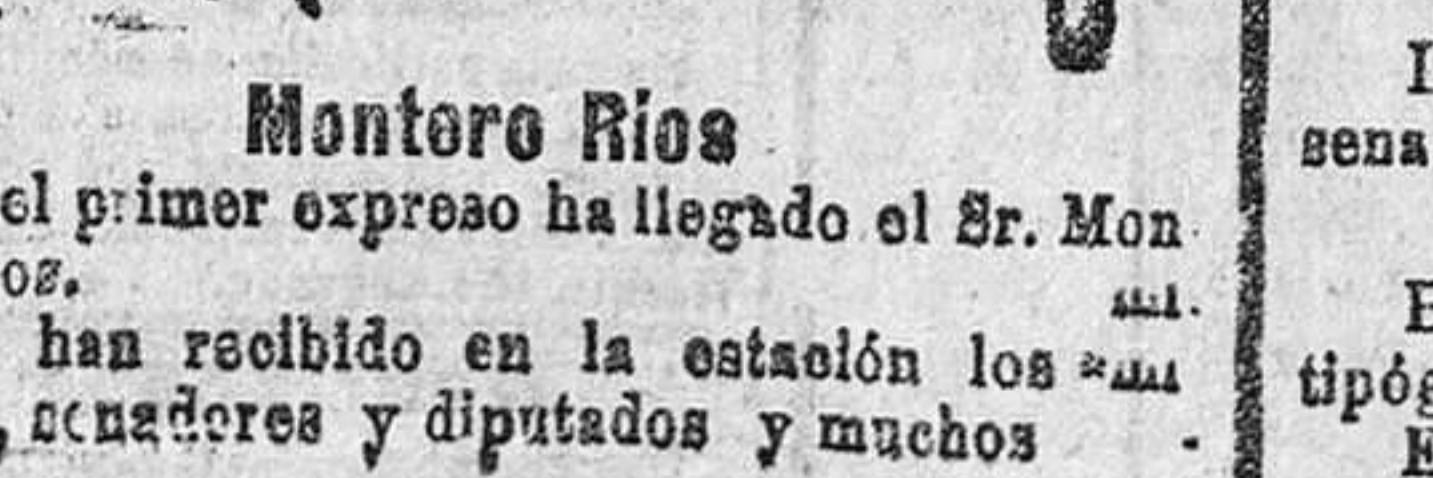 Montero Ríos
el primer expreso ha llegado el Sr. Mon
os.
han recibido en la estación los
, senadores y diputados y muchos
sena
tipóg